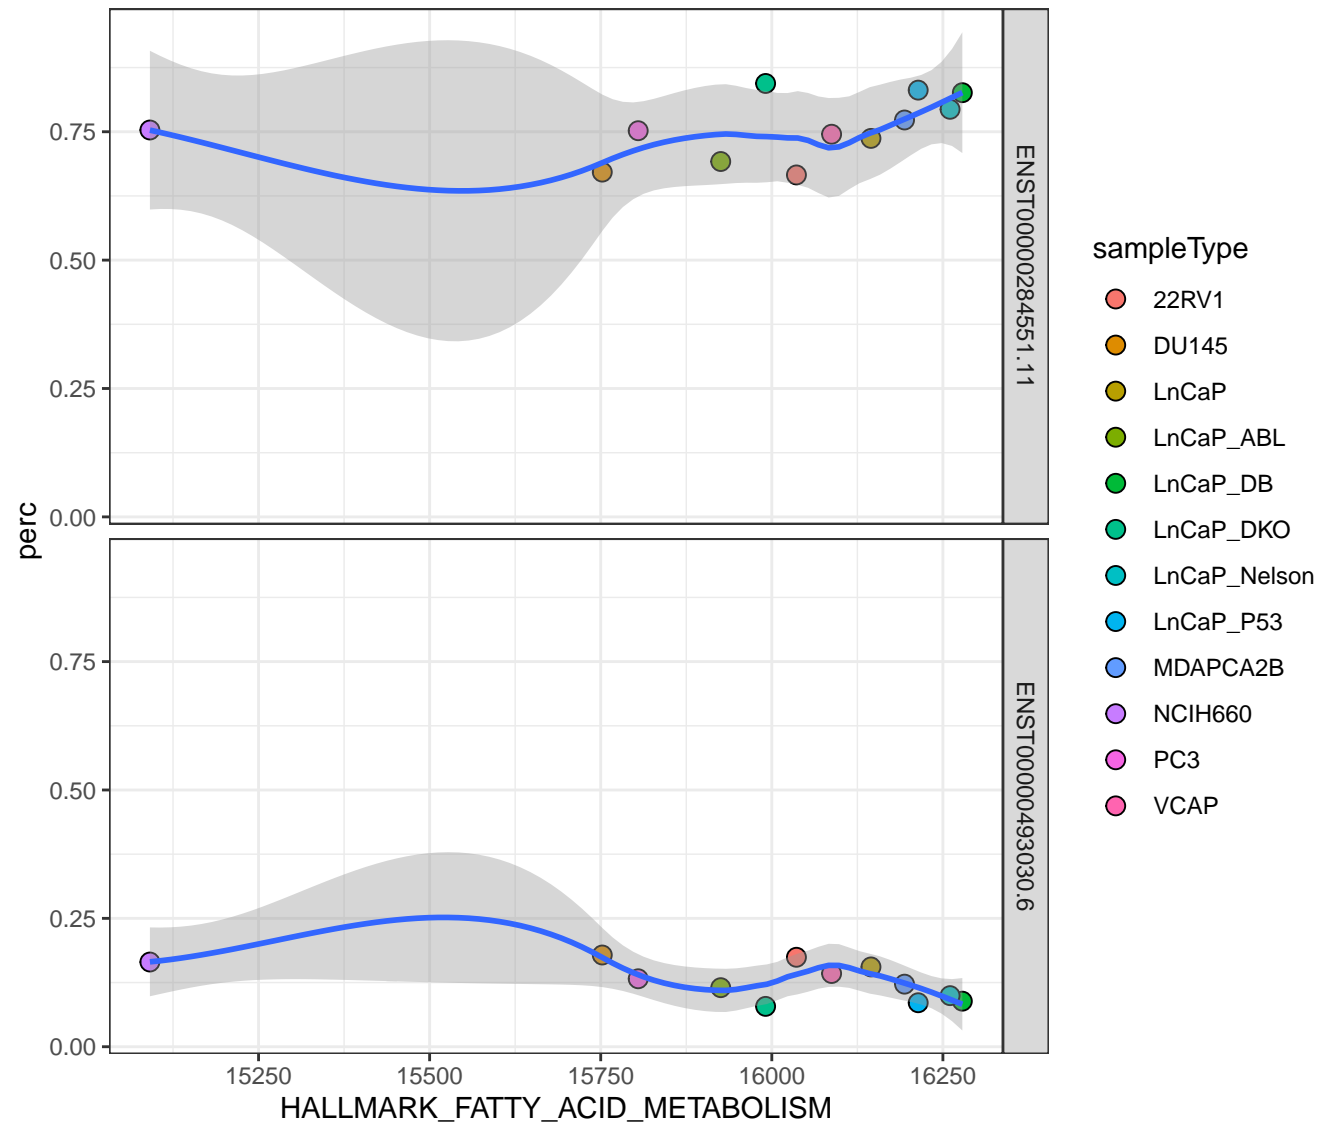 0.75
0.50
0.25
0.00
ENST00000284551.11
0.75
0.50
0.25
0.00
ENST00000493030.6
perc
15250 15500 15750 16000 16250
HALLMARK_FATTY_ACID_METABOLISM
sampleType
22RV1
DU145
LnCaP
LnCaP_ABL
LnCaP_DB
LnCaP_DKO
LnCaP_Nelson
LnCaP_P53
MDAPCA2B
NCIH660
PC3
VCAP